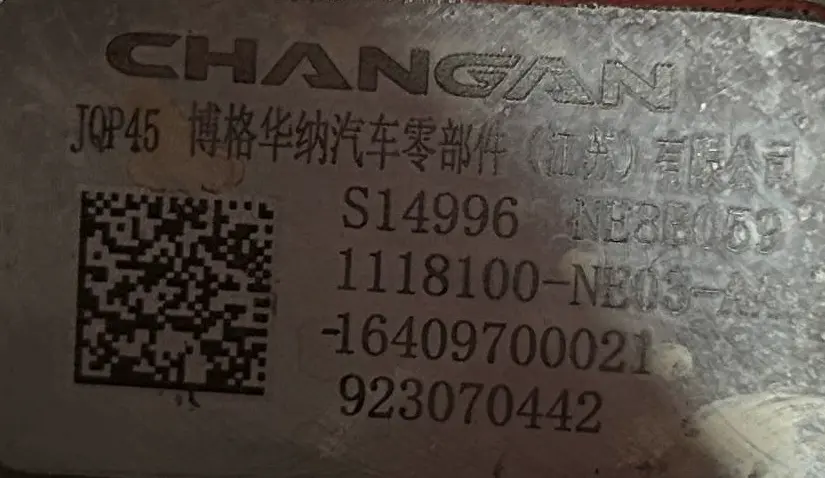 CHANGAN
JQP45 博格华纳汽车零部件（江苏）有限公司
S14996 NE3E053
1118100-NE03-AA
-16409700021
923070442